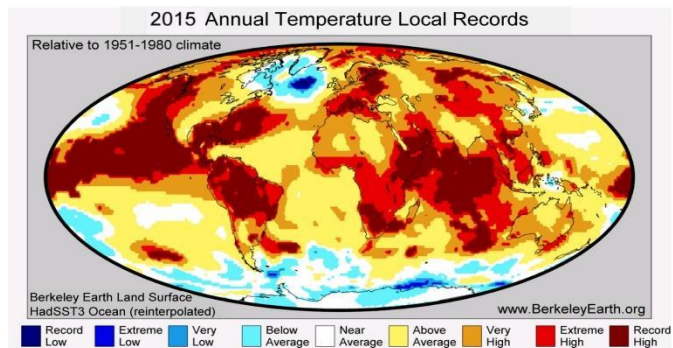 2015 Annual Temperature Local Records
Relative to 1951-1980 climate
Berkeley Earth Land Surface
HadSST3 Ocean (reinterpolated)
www.BerkeleyEarth.org
Record Low
Extreme Low
Very Low
Below Average
Near Average
Above Average
Very High
Extreme High
Record High